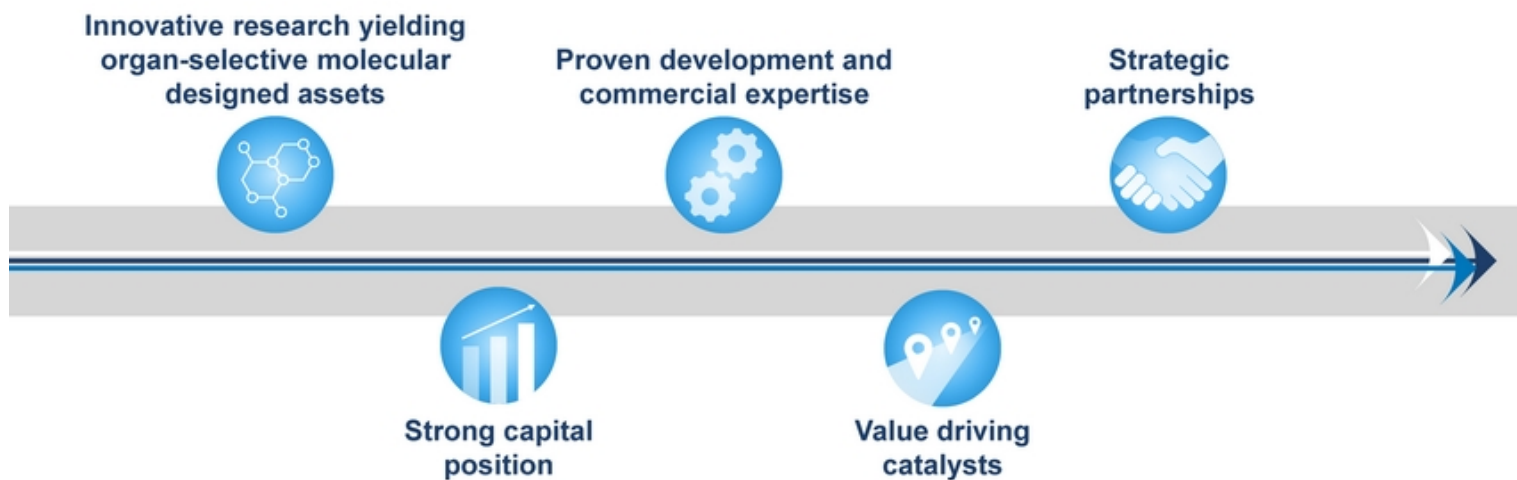 Innovative research yielding
organ-selective molecular
designed assets
Proven development and
commercial expertise
Strategic
partnerships
Strong capital
position
Value driving
catalysts